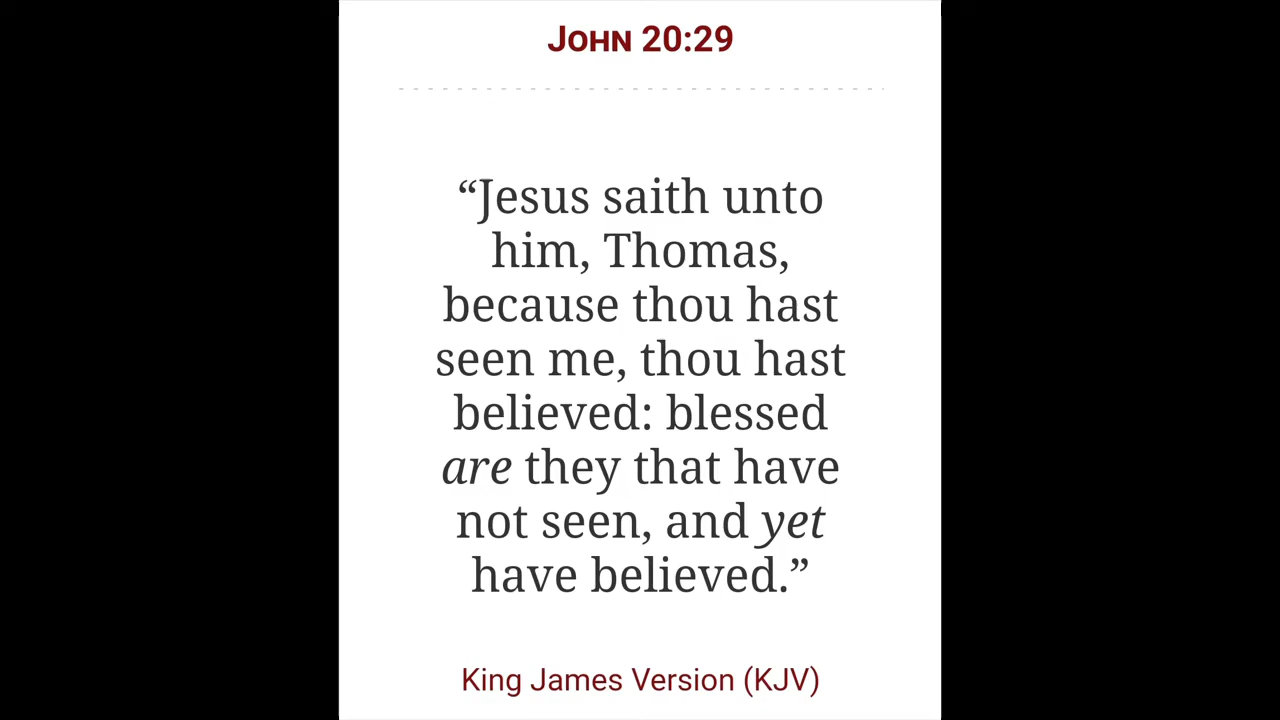 John 20:29
“Jesus saith unto
him, Thomas,
because thou hast
seen me, thou hast
believed: blessed
are they that have
not seen, and yet
have believed.”
King James Version (KJV)